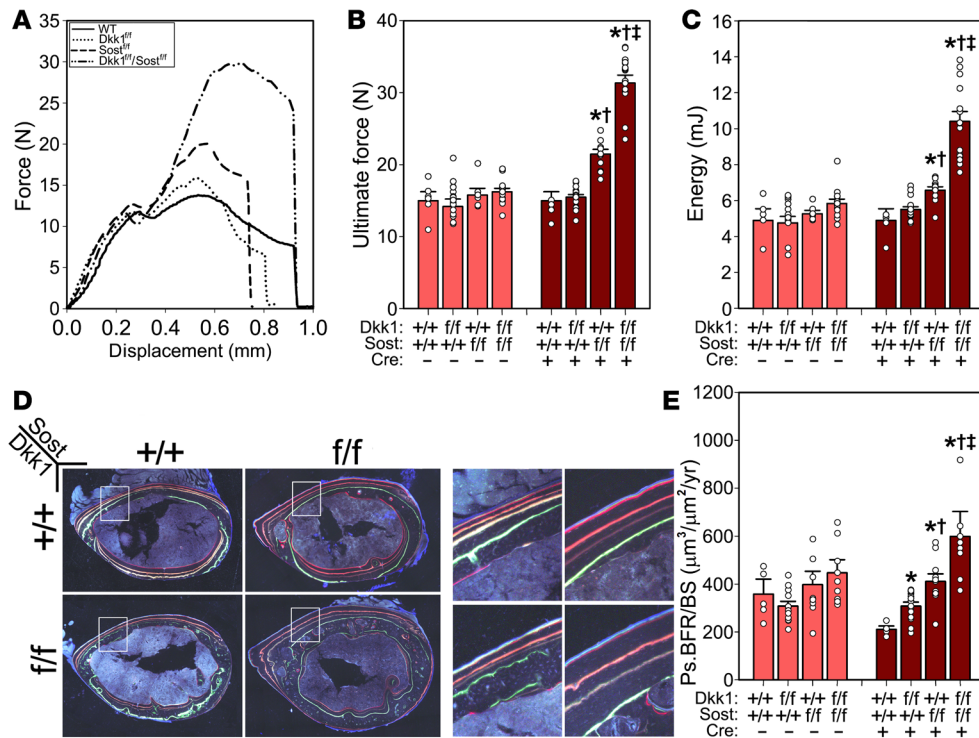 A
35
30
25
20
15
10
5
0
Force (N)
WT
Dkk1f/f
Sostf/f
Dkk1f/f/Sostf/f
0.0 0.2 0.4 0.6 0.8 1.0
Displacement (mm)
B
40
30
20
10
0
Ultimate force (N)
*†
*†‡
Dkk1: +/+ f/f +/+ f/f +/+ f/f +/+ f/f
Sost: +/+ +/+ f/f f/f +/+ +/+ f/f f/f
Cre: − − − − + + + +
C
16
14
12
10
8
6
4
2
0
Energy (mJ)
*†
*†‡
Dkk1: +/+ f/f +/+ f/f +/+ f/f +/+ f/f
Sost: +/+ +/+ f/f f/f +/+ +/+ f/f f/f
Cre: − − − − + + + +
D
Sost
Dkk1
+/+ f/f
+/+
f/f
E
1200
1000
800
600
400
200
0
Ps.BFR/BS (μm³/μm²/yr)
*
*†
*†‡
Dkk1: +/+ f/f +/+ f/f +/+ f/f +/+ f/f
Sost: +/+ +/+ f/f f/f +/+ +/+ f/f f/f
Cre: − − − − + + + +